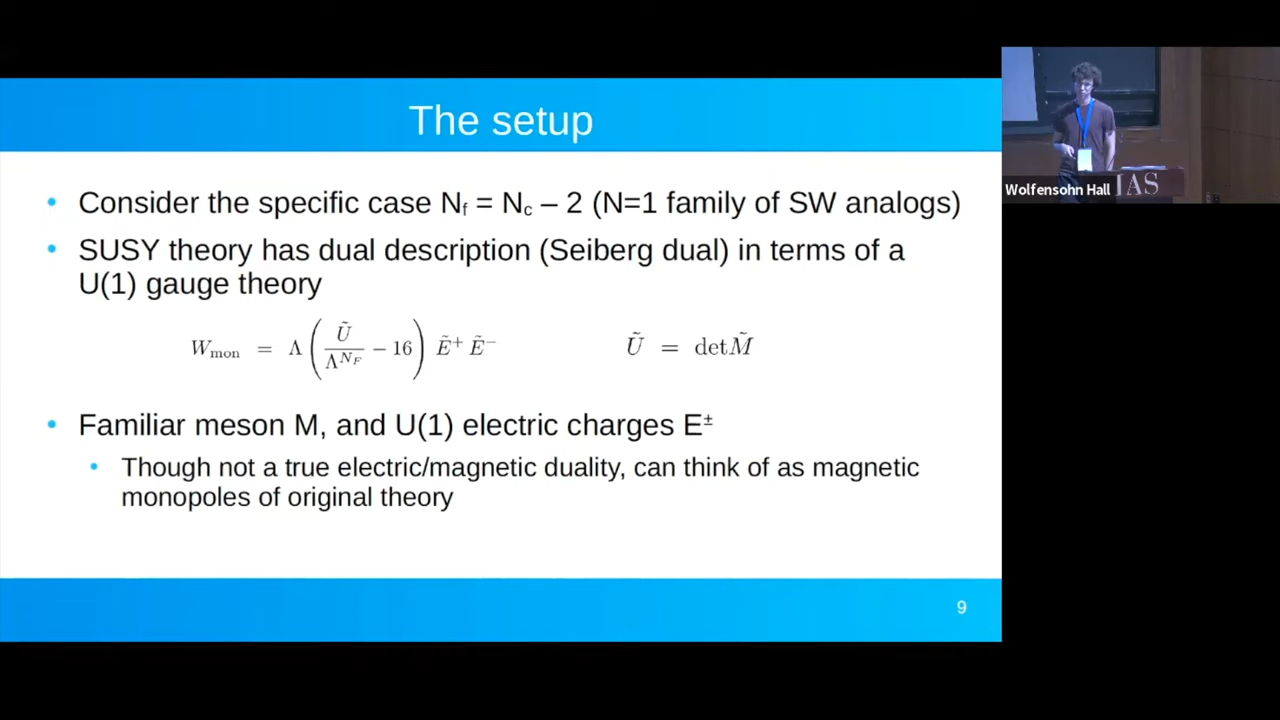 The setup
Consider the specific case N_f = N_c – 2 (N=1 family of SW analogs)
SUSY theory has dual description (Seiberg dual) in terms of a
U(1) gauge theory
W_mon = Λ ( Ũ / Λ^{N_F} − 16 ) Ẽ⁺ Ẽ⁻
Ũ = det M̃
Familiar meson M, and U(1) electric charges E^±
Though not a true electric/magnetic duality, can think of as magnetic
monopoles of original theory
9
Wolfensohn Hall
IAS